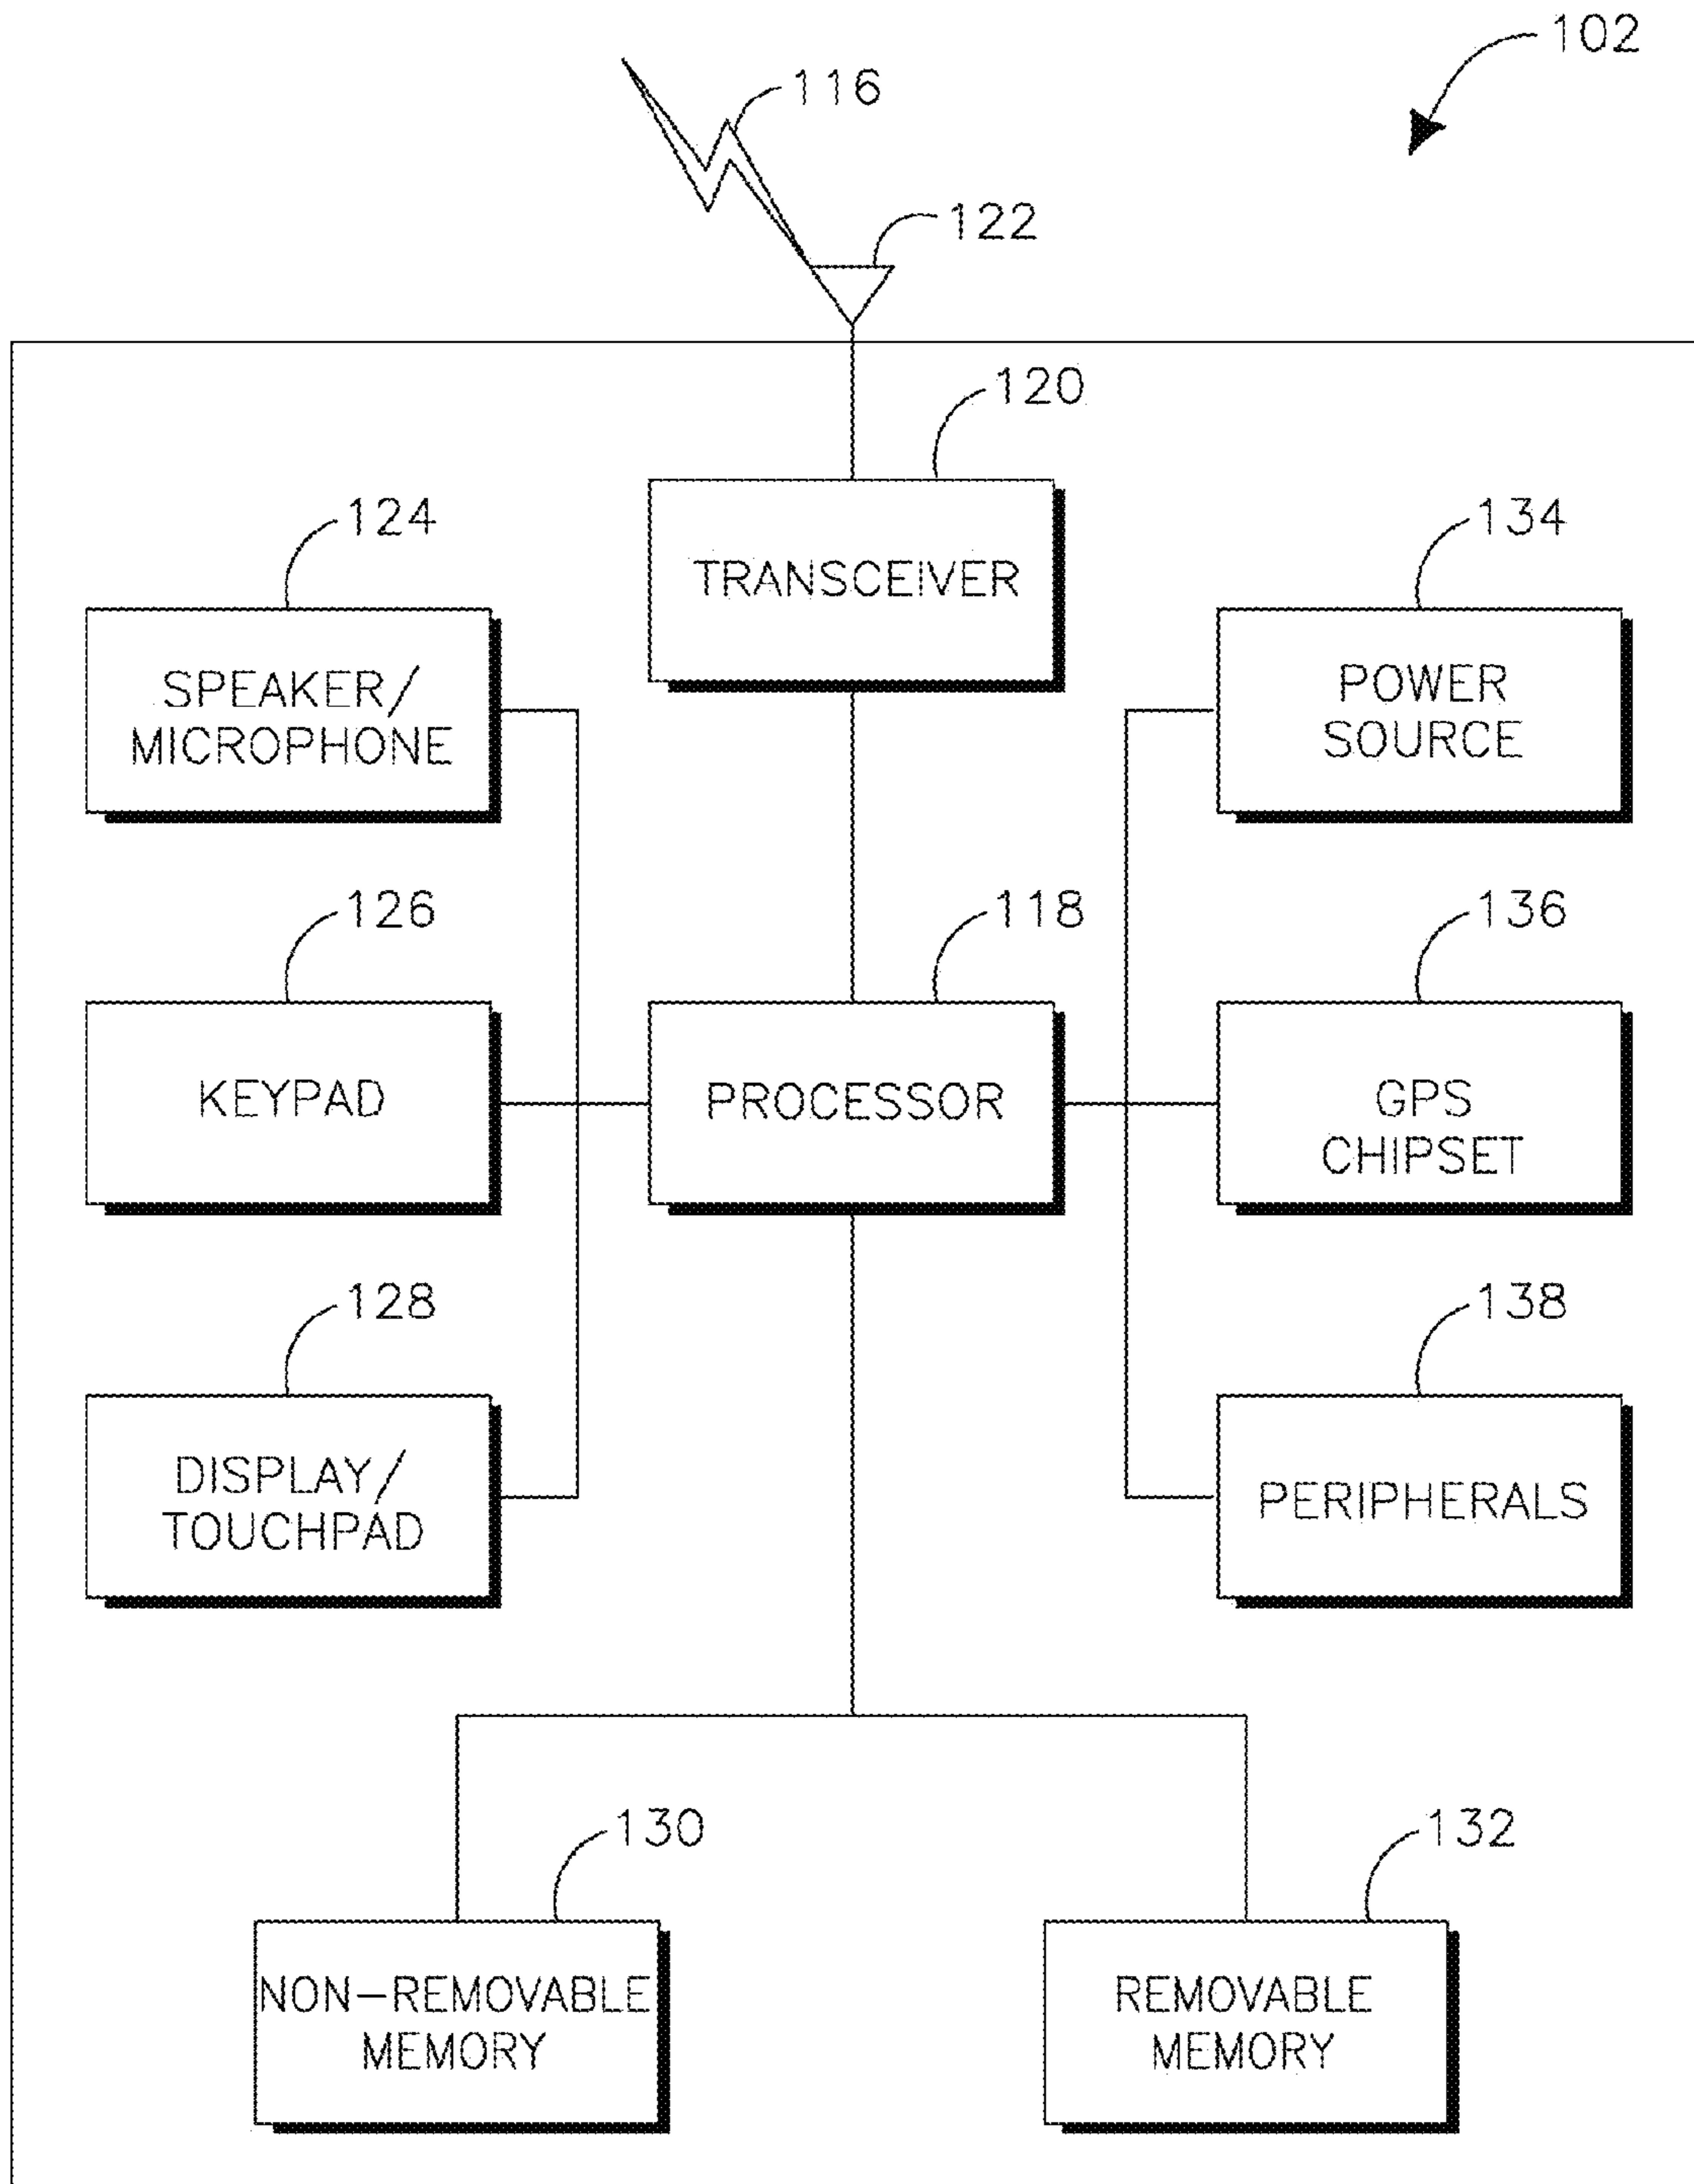 102
116
122
120
TRANSCEIVER
124
SPEAKER/
MICROPHONE
134
POWER
SOURCE
126
KEYPAD
118
PROCESSOR
136
GPS
CHIPSET
128
DISPLAY/
TOUCHPAD
138
PERIPHERALS
130
NON-REMOVABLE
MEMORY
132
REMOVABLE
MEMORY